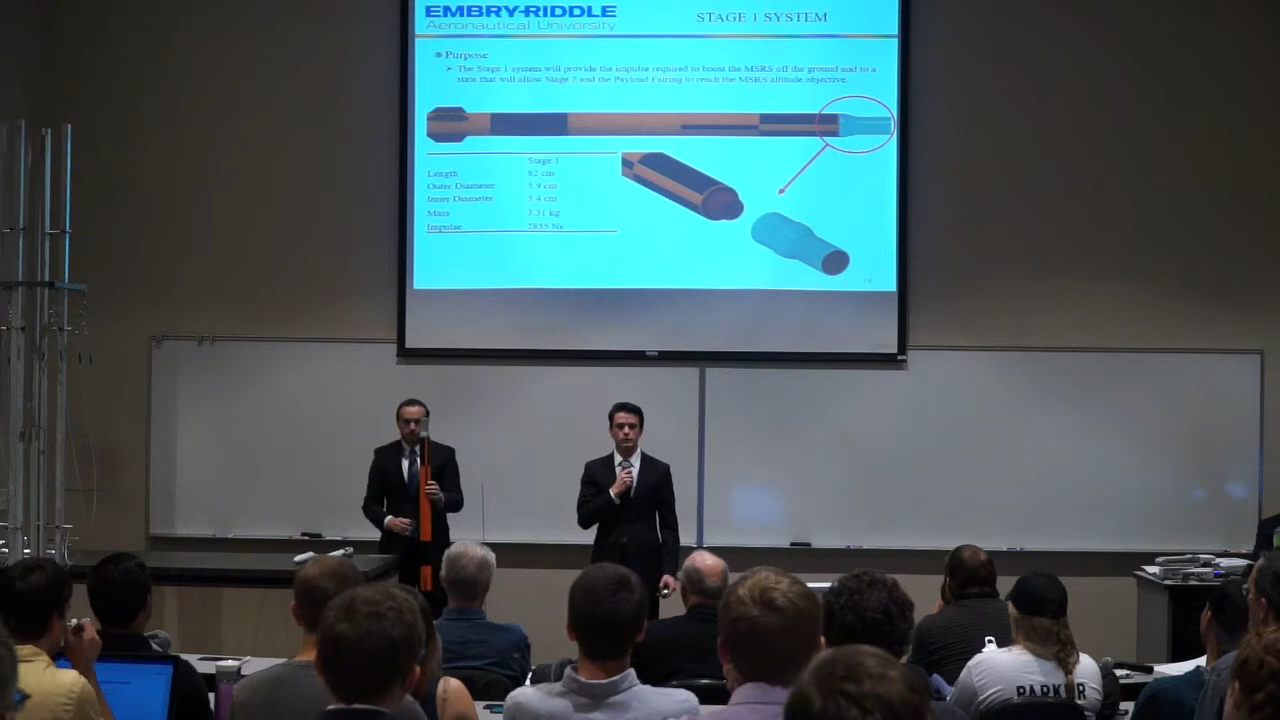 EMBRY-RIDDLE
Aeronautical University
STAGE 1 SYSTEM
Purpose
The Stage 1 system will provide the impulse required to boost the MSRS off the ground and to a
state that will allow Stage 2 and the Payload Fairing to reach the MSRS altitude objective.
Stage 1
Length 82 cm
Outer Diameter 5.9 cm
Inner Diameter 5.4 cm
Mass 3.31 kg
Impulse 2855 Ns
PARKER